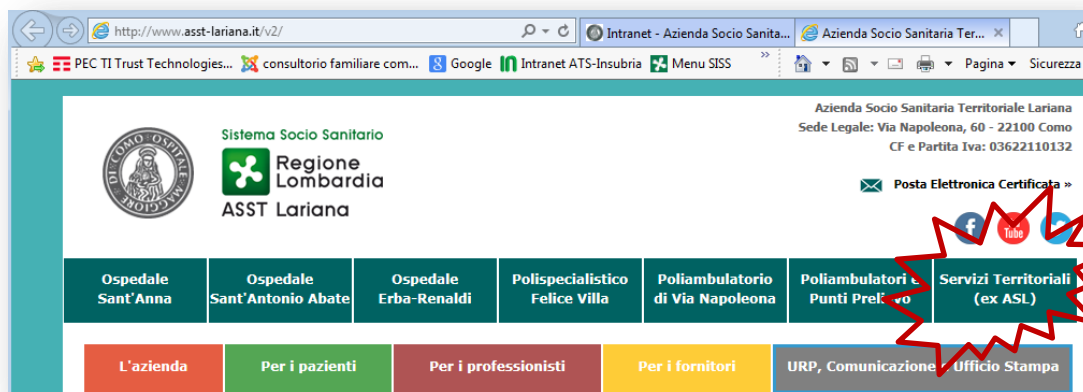 http://www.asst-lariana.it/v2/
Intranet - Azienda Socio Sanita...
Azienda Socio Sanitaria Ter...
PEC TI Trust Technologies...
consultorio familiare com...
Google
Intranet ATS-Insubria
Menu SISS
Pagina
Sicurezza
Azienda Socio Sanitaria Territoriale Lariana
Sede Legale: Via Napoleona, 60 - 22100 Como
CF e Partita Iva: 03622110132
Sistema Socio Sanitario
Regione
Lombardia
ASST Lariana
Posta Elettronica Certificata »
Ospedale
Sant'Anna
Ospedale
Sant'Antonio Abate
Ospedale
Erba-Renaldi
Polispecialistico
Felice Villa
Poliambulatorio
di Via Napoleona
Poliambulatori e
Punti Prelievo
Servizi Territoriali
(ex ASL)
L'azienda
Per i pazienti
Per i professionisti
Per i fornitori
URP, Comunicazione e Ufficio Stampa